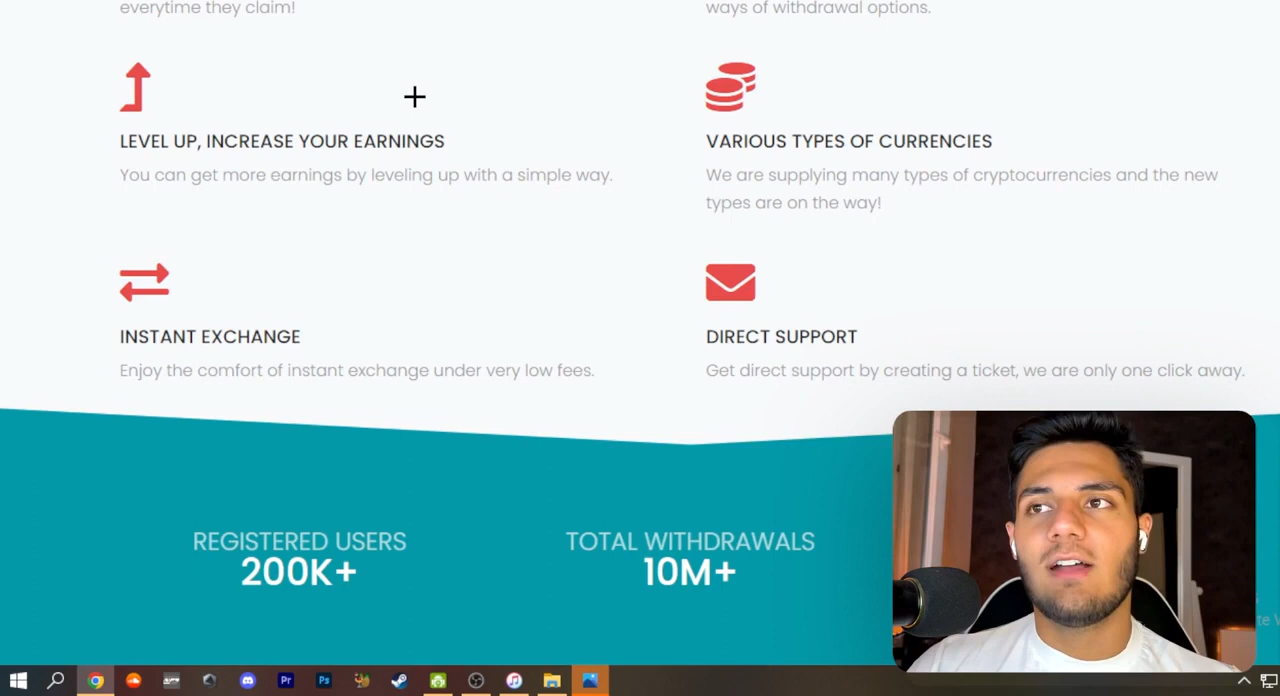 everytime they claim!
ways of withdrawal options.
LEVEL UP, INCREASE YOUR EARNINGS
You can get more earnings by leveling up with a simple way.
VARIOUS TYPES OF CURRENCIES
We are supplying many types of cryptocurrencies and the new
types are on the way!
INSTANT EXCHANGE
Enjoy the comfort of instant exchange under very low fees.
DIRECT SUPPORT
Get direct support by creating a ticket, we are only one click away.
REGISTERED USERS
200K+
TOTAL WITHDRAWALS
10M+
Pr
Ps